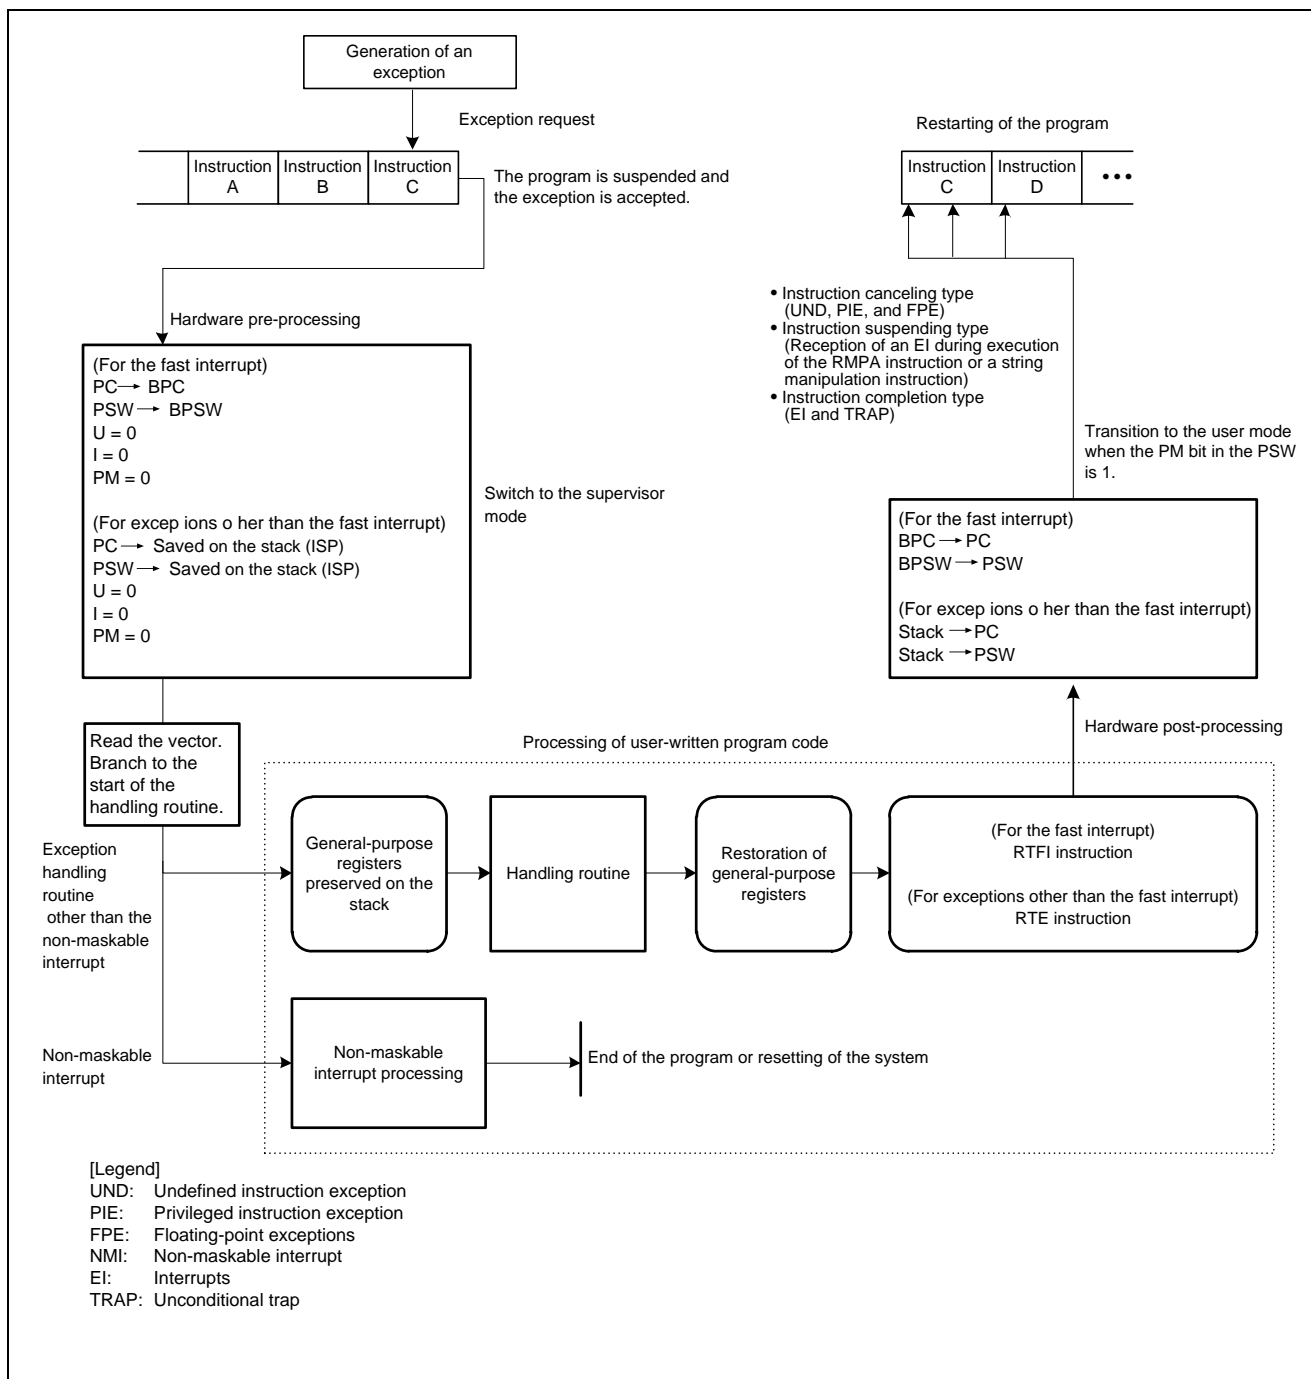 Generation of an
exception
Exception request
Restarting of the program
Instruction
A
Instruction
B
Instruction
C
The program is suspended and
the exception is accepted.
Instruction
C
Instruction
D
•••
• Instruction canceling type
(UND, PIE, and FPE)
• Instruction suspending type
(Reception of an EI during execution
of the RMPA instruction or a string
manipulation instruction)
• Instruction completion type
(EI and TRAP)
Hardware pre-processing
(For the fast interrupt)
PC → BPC
PSW → BPSW
U = 0
I = 0
PM = 0
(For excep ions o her than the fast interrupt)
PC → Saved on the stack (ISP)
PSW → Saved on the stack (ISP)
U = 0
I = 0
PM = 0
Switch to the supervisor
mode
Transition to the user mode
when the PM bit in the PSW
is 1.
(For the fast interrupt)
BPC → PC
BPSW → PSW
(For excep ions o her than the fast interrupt)
Stack → PC
Stack → PSW
Read the vector.
Branch to the
start of the
handling routine.
Processing of user-written program code
Hardware post-processing
Exception
handling
routine
other than the
non-maskable
interrupt
General-purpose
registers
preserved on the
stack
Handling routine
Restoration of
general-purpose
registers
(For the fast interrupt)
RTFI instruction
(For exceptions other than the fast interrupt)
RTE instruction
Non-maskable
interrupt
Non-maskable
interrupt processing
End of the program or resetting of the system
[Legend]
UND: Undefined instruction exception
PIE: Privileged instruction exception
FPE: Floating-point exceptions
NMI: Non-maskable interrupt
EI: Interrupts
TRAP: Unconditional trap